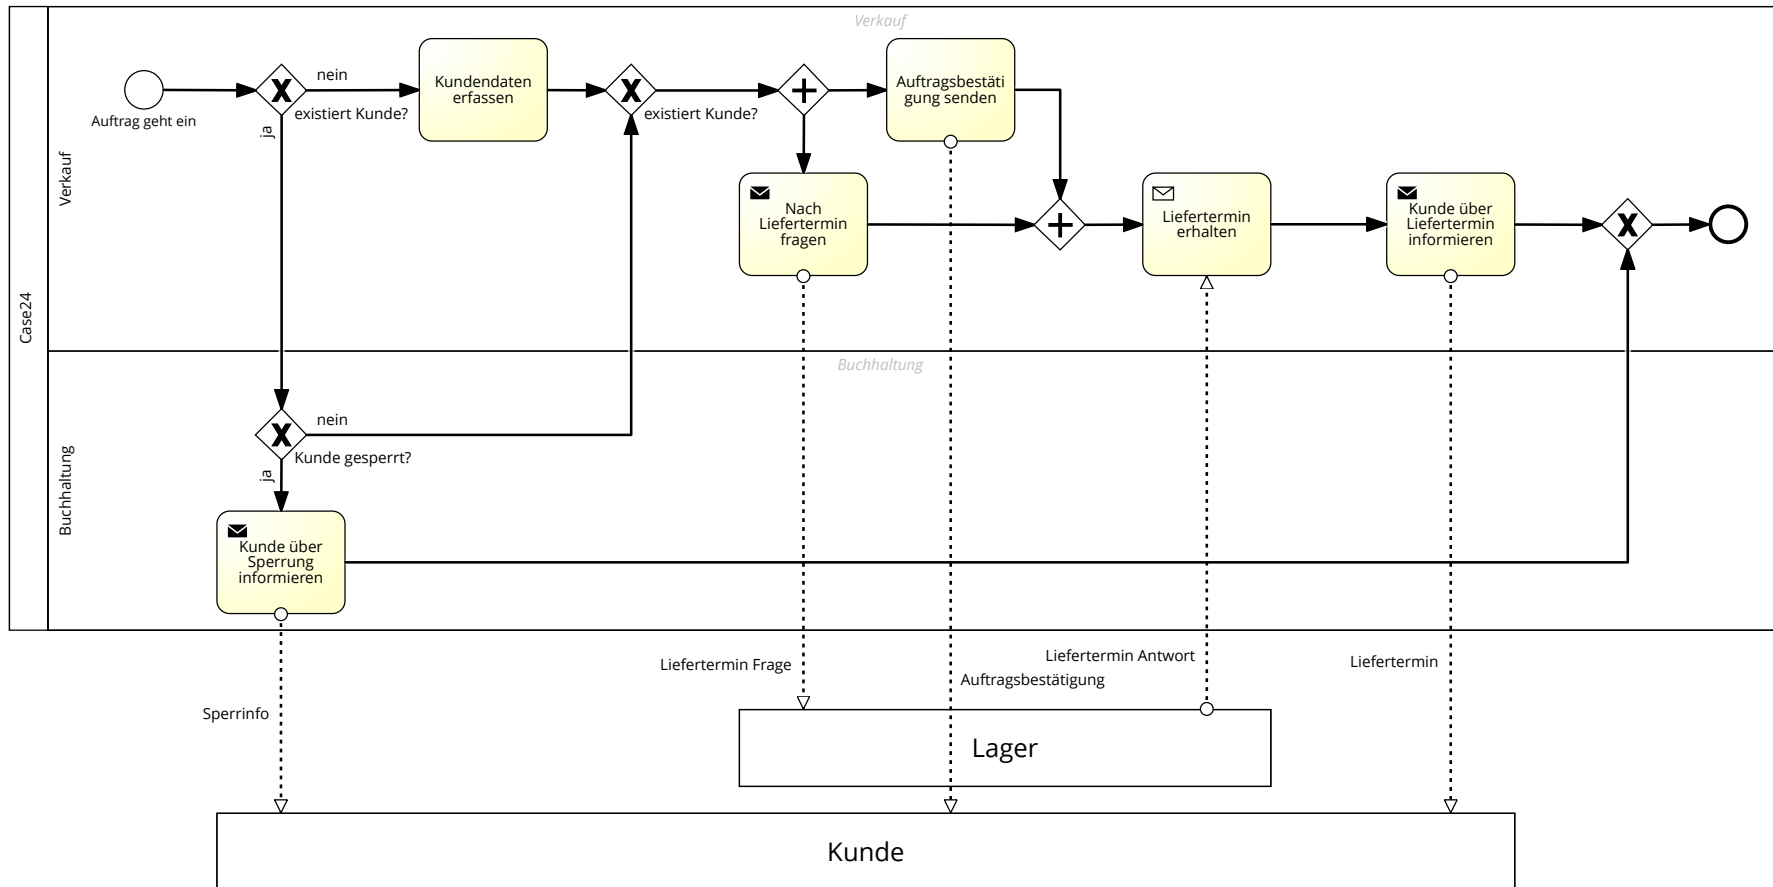 Verkauf
Case24
Verkauf
Auftrag geht ein
nein
existiert Kunde?
ja
Kundendaten
erfassen
existiert Kunde?
Auftragsbestäti
gung senden
Nach
Liefertermin
fragen
Liefertermin
erhalten
Kunde über
Liefertermin
informieren
Buchhaltung
Buchhaltung
nein
Kunde gesperrt?
ja
Kunde über
Sperrung
informieren
Liefertermin Frage
Liefertermin Antwort
Liefertermin
Auftragsbestätigung
Sperrinfo
Lager
Kunde